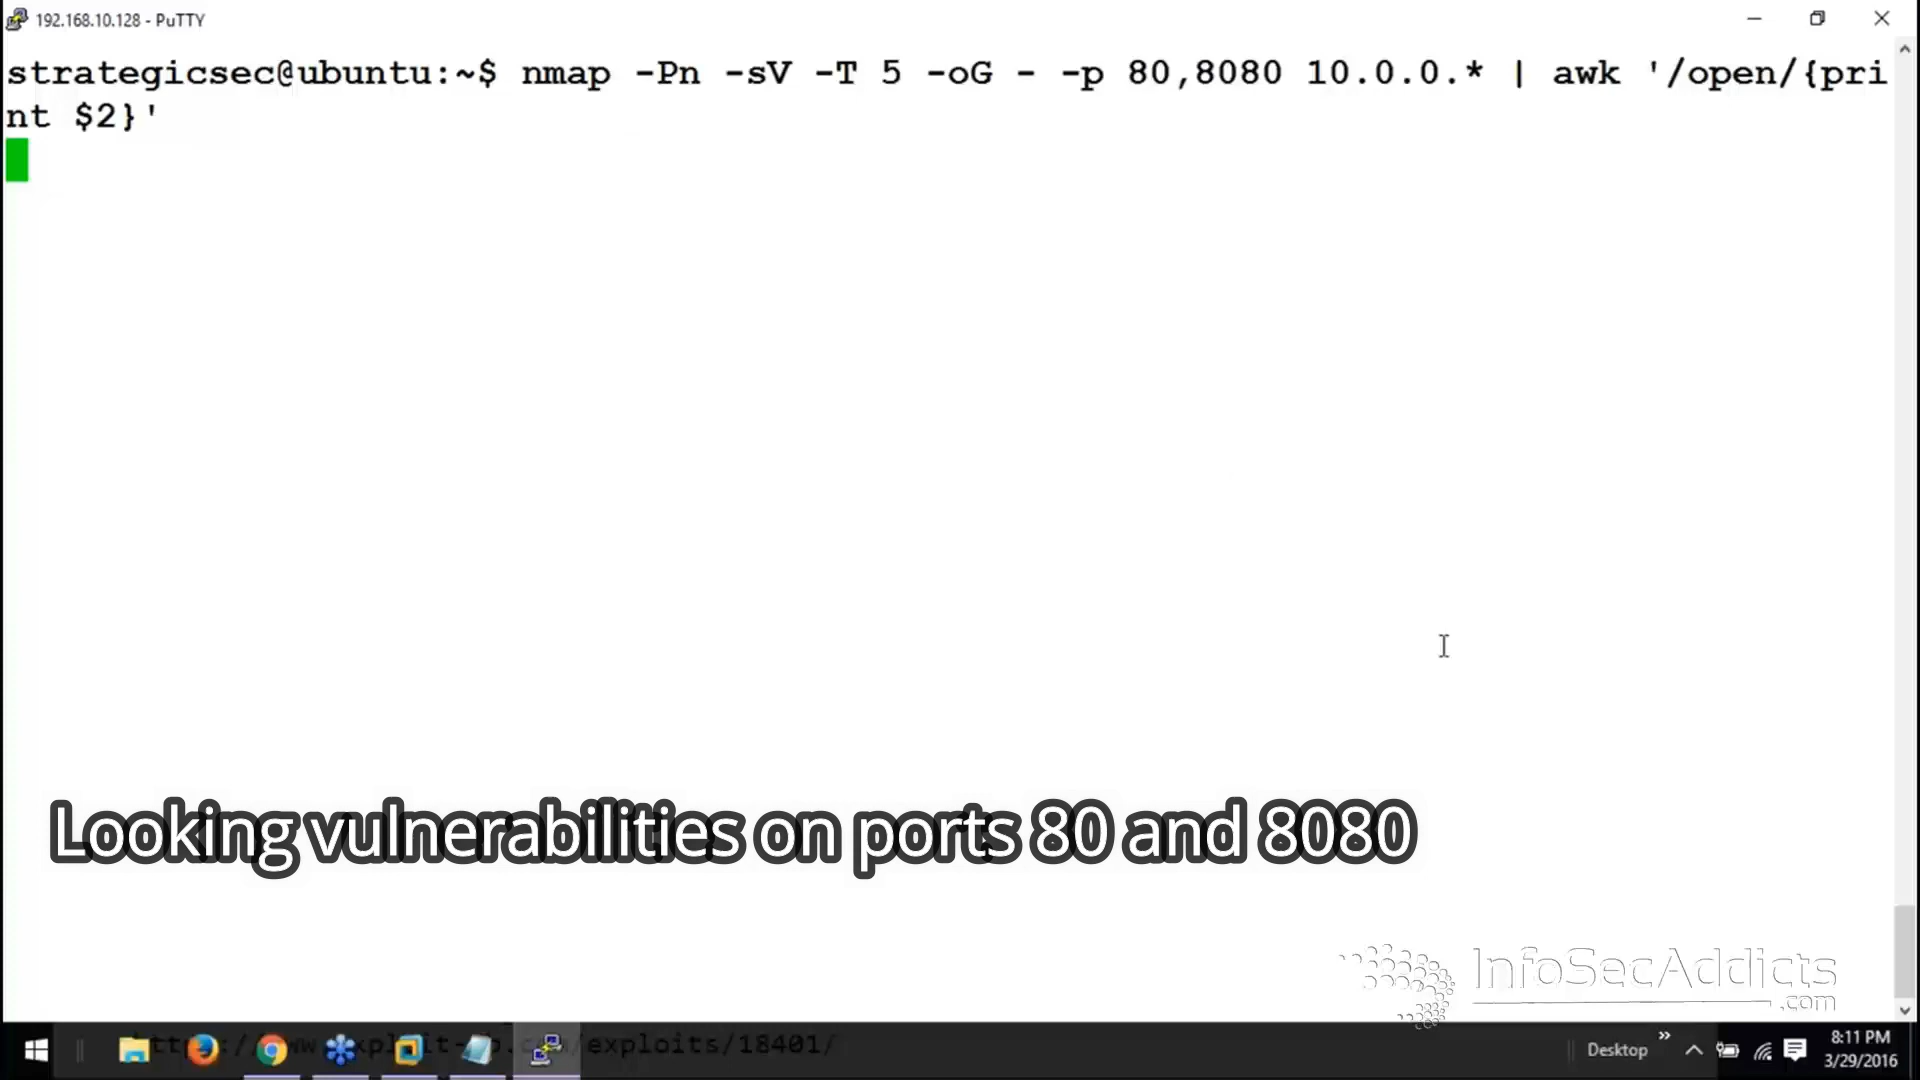 192.168.10.128 - PuTTY
strategicsec@ubuntu:~$ nmap -Pn -sV -T 5 -oG - -p 80,8080 10.0.0.* | awk '/open/{pri
nt $2}'
Looking vulnerabilities on ports 80 and 8080
InfoSecAddicts
.com
exploits/18401/
Desktop
8:11 PM
3/29/2016